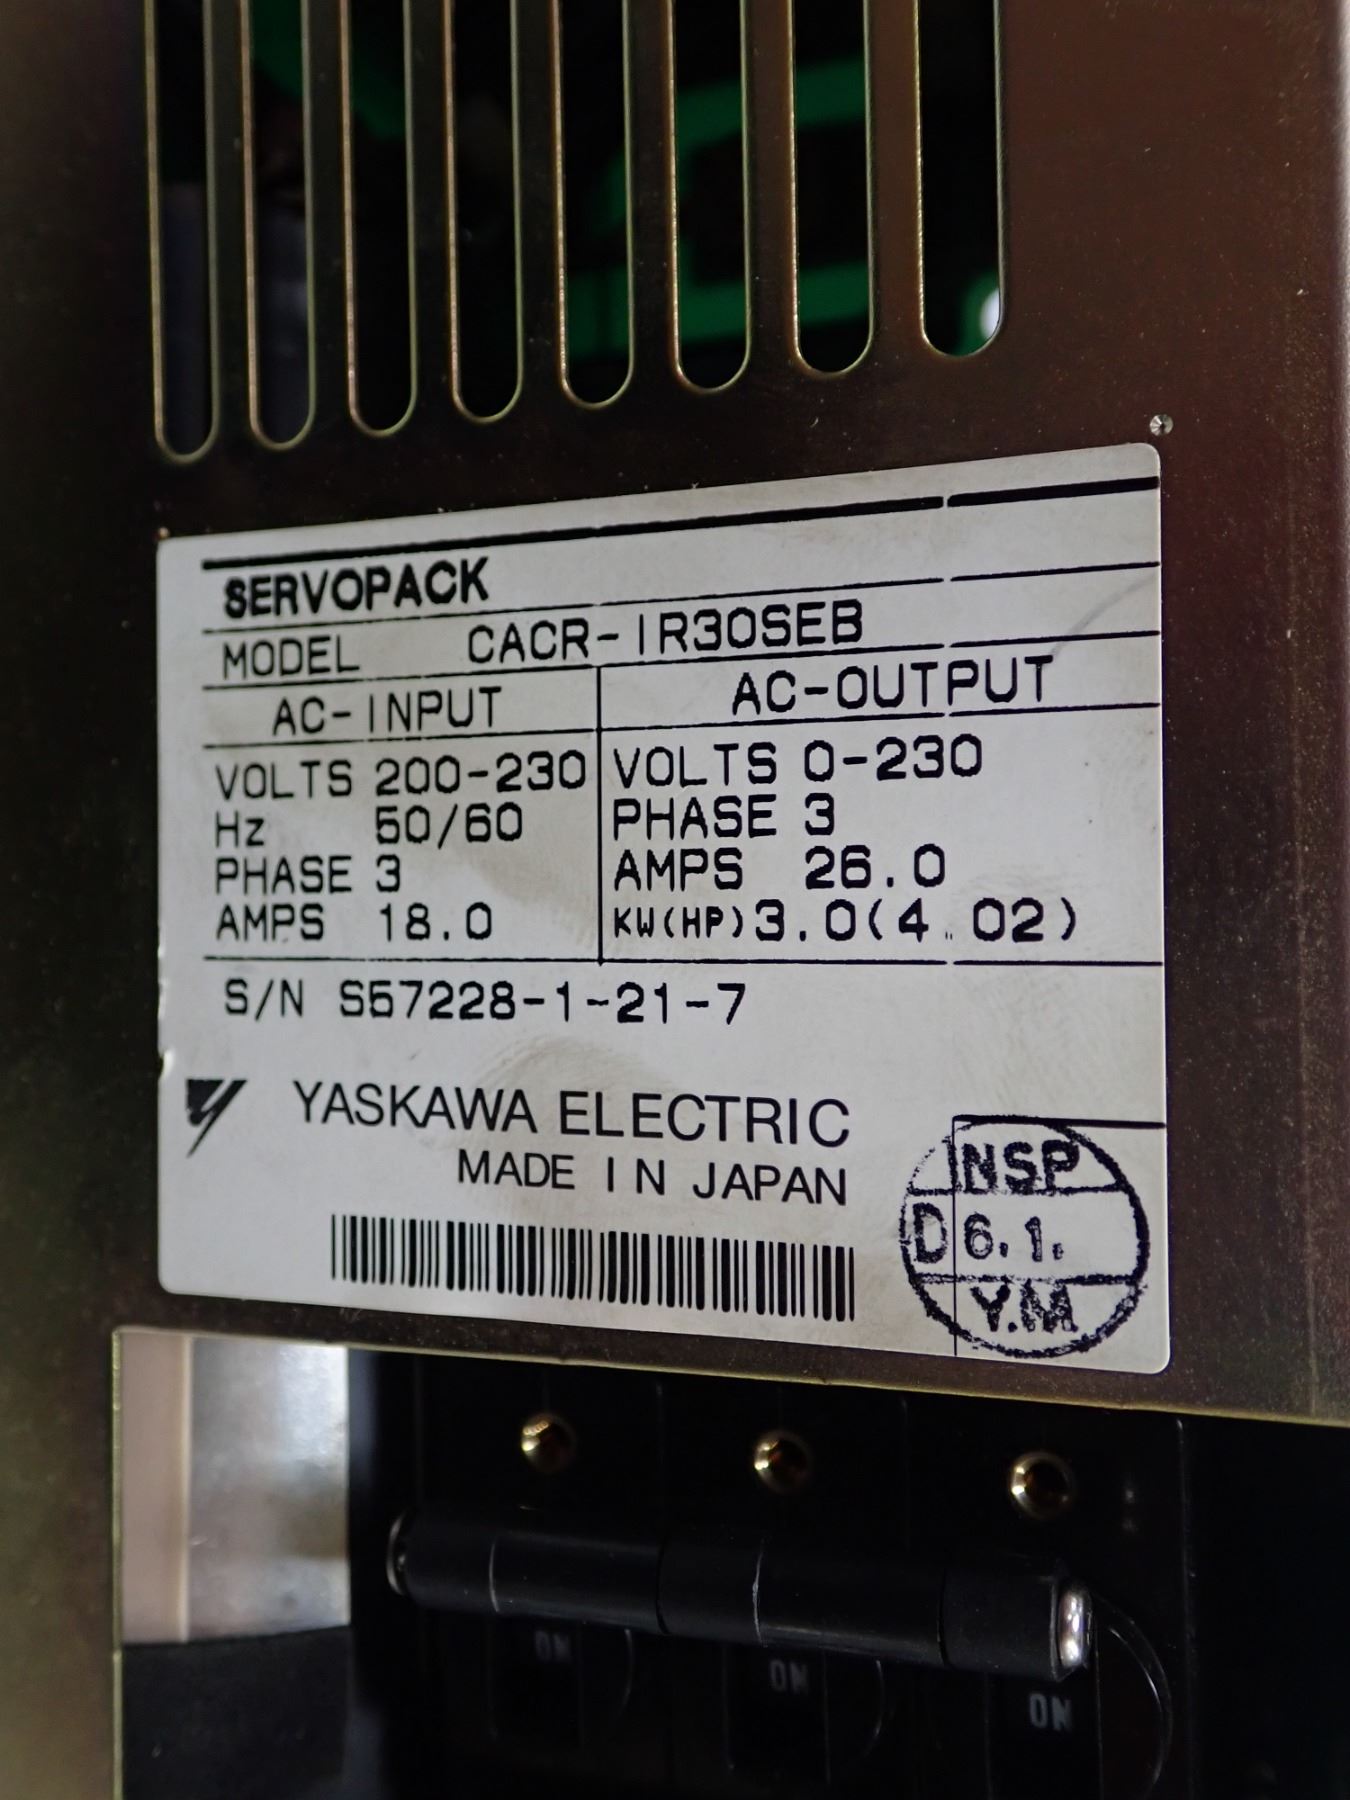 SERVOPACK
MODEL CACR-IR30SEB
AC-INPUT AC-OUTPUT
VOLTS 200-230 VOLTS 0-230
Hz 50/60 PHASE 3
PHASE 3 AMPS 26.0
AMPS 18.0 KW(HP)3.0(4.02)
S/N S57228-1-21-7
YASKAWA ELECTRIC
MADE IN JAPAN
INSP
D 6.1.
Y.M.
ON
ON
ON